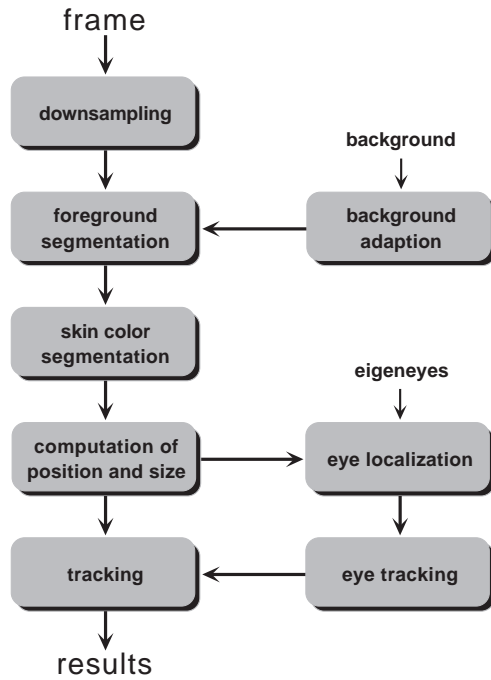 frame
downsampling
background
foreground
segmentation
background
adaption
skin color
segmentation
eigeneyes
computation of
position and size
eye localization
tracking
eye tracking
results